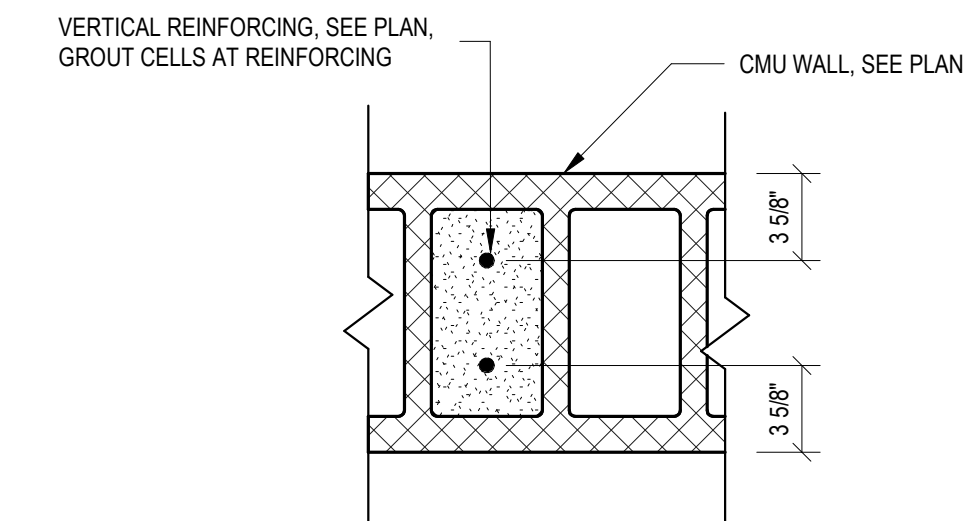 VERTICAL REINFORCING, SEE PLAN,
GROUT CELLS AT REINFORCING
CMU WALL, SEE PLAN
3 5/8"
3 5/8"